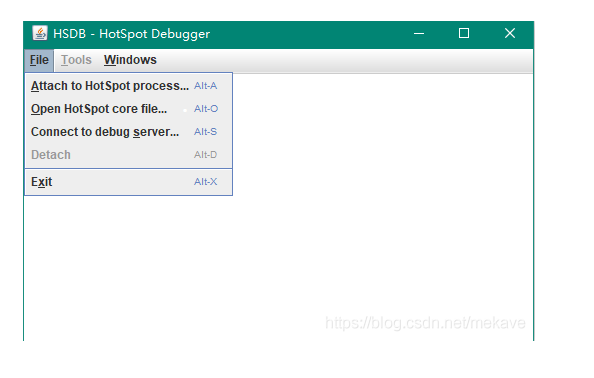 HSDB - HotSpot Debugger
File Tools Windows
Attach to HotSpot process... Alt-A
Open HotSpot core file... Alt-O
Connect to debug server... Alt-S
Detach Alt-D
Exit Alt-X
https://blog.csdn.net/mekave